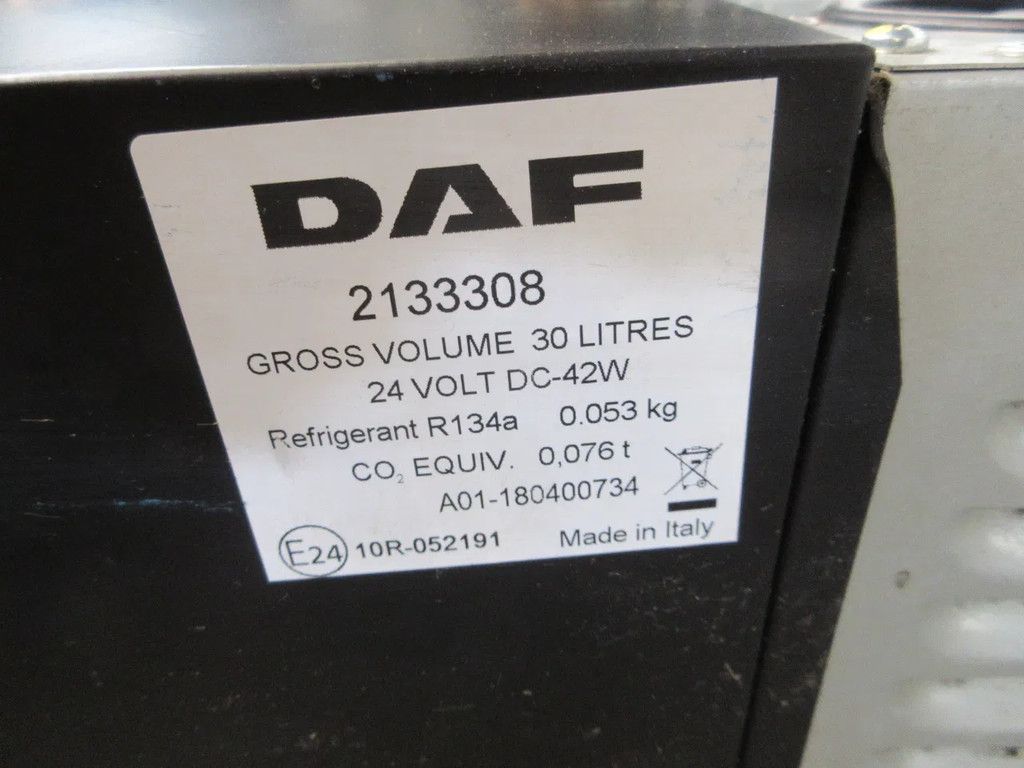 DAF
2133308
GROSS VOLUME 30 LITRES
24 VOLT DC-42W
Refrigerant R134a 0.053 kg
CO₂ EQUIV. 0,076 t
A01-180400734
E24 10R-052191 Made in Italy